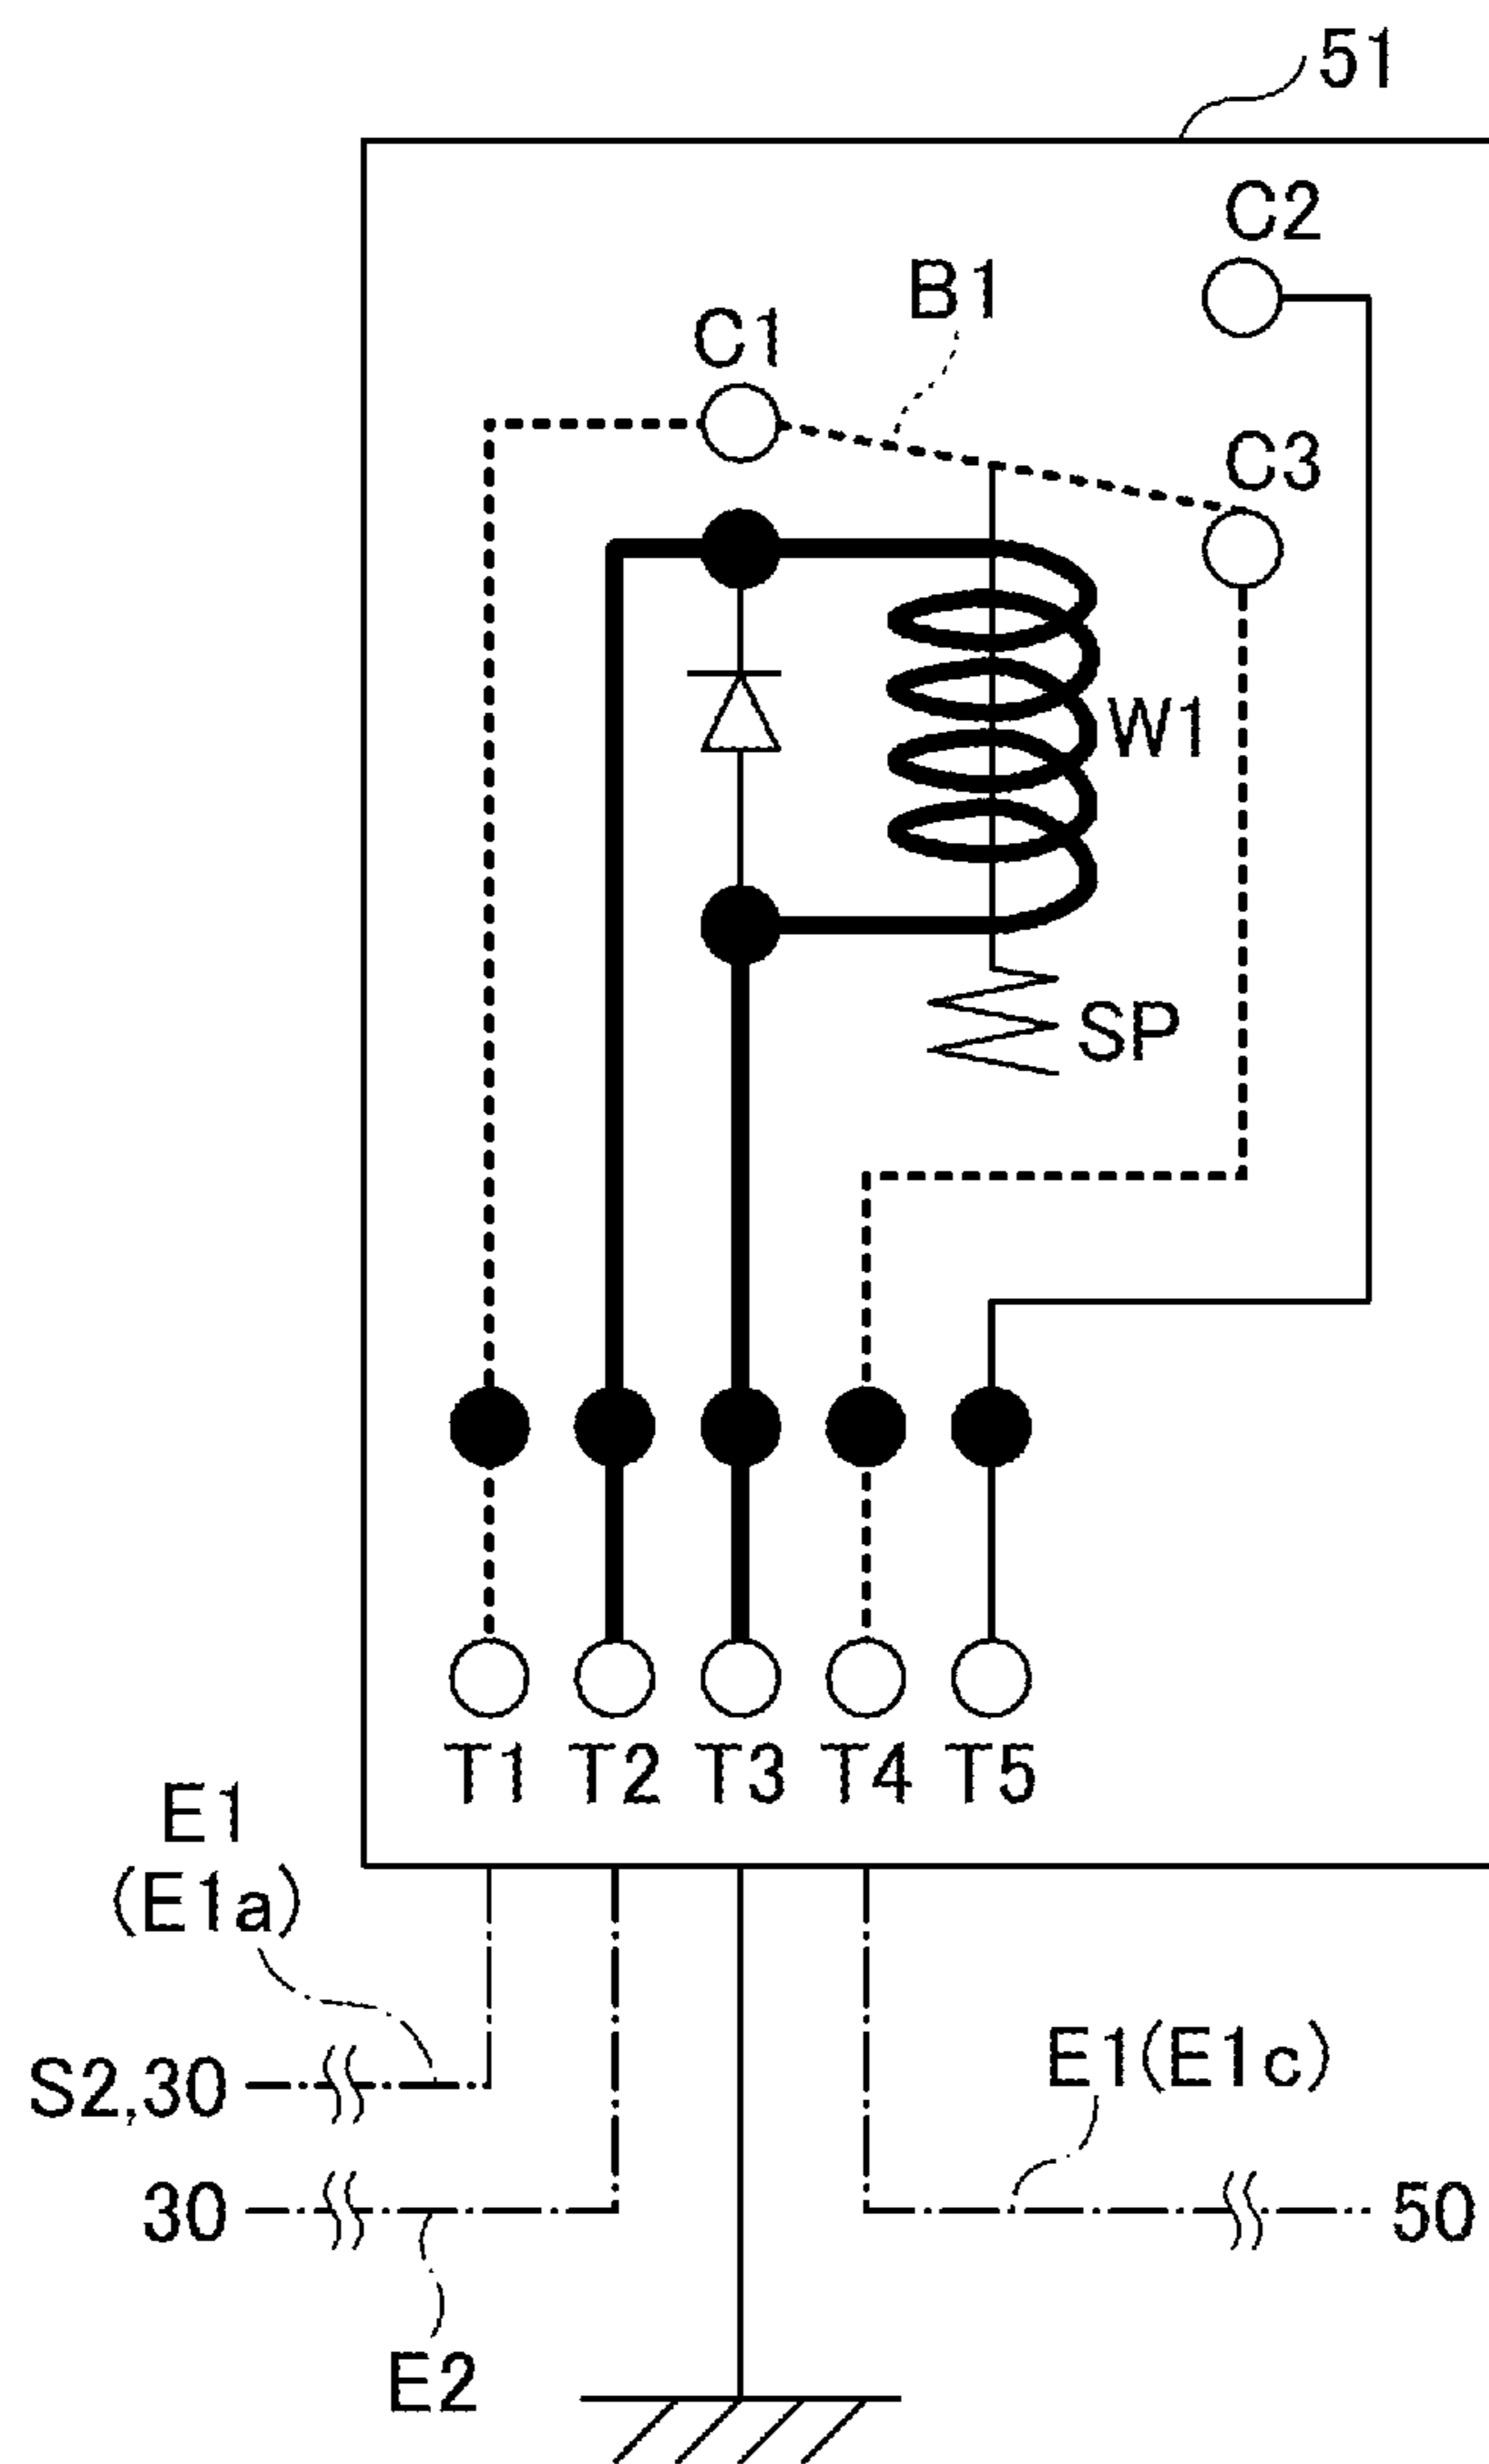 51
C2
B1
C1
C3
W1
SP
T1 T2 T3 T4 T5
E1
(E1a)
S2,30
E1(E1c)
30
50
E2